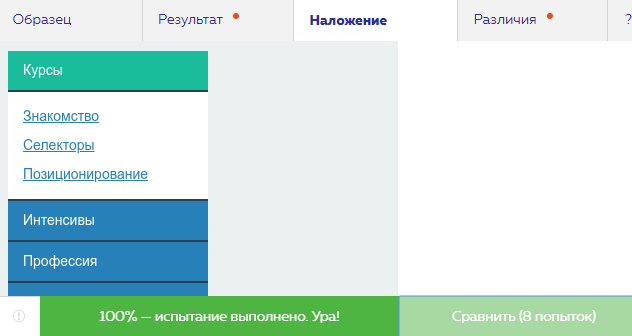 Образец Результат Наложение Различия ?
Курсы
Знакомство
Селекторы
Позиционирование
Интенсивы
Профессия
100% — испытание выполнено. Ура! Сравнить (8 попыток)